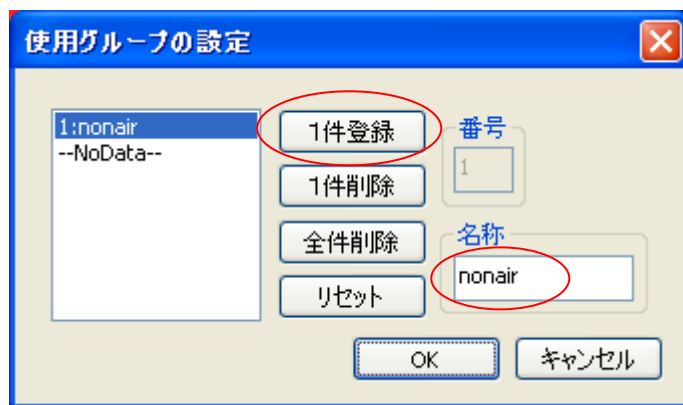 使用グループの設定
1:nonair
--NoData--
1件登録
1件削除
全件削除
リセット
番号
1
名称
nonair
OK
キャンセル